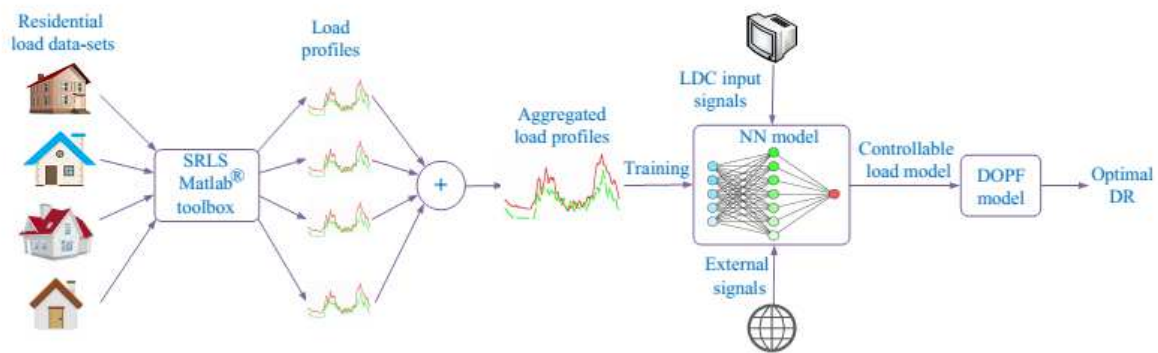 Residential
load data-sets
SRLS
Matlab®
toolbox
Load
profiles
+
Aggregated
load profiles
Training
LDC input
signals
NN model
External
signals
Controllable
load model
DOPF
model
Optimal
DR